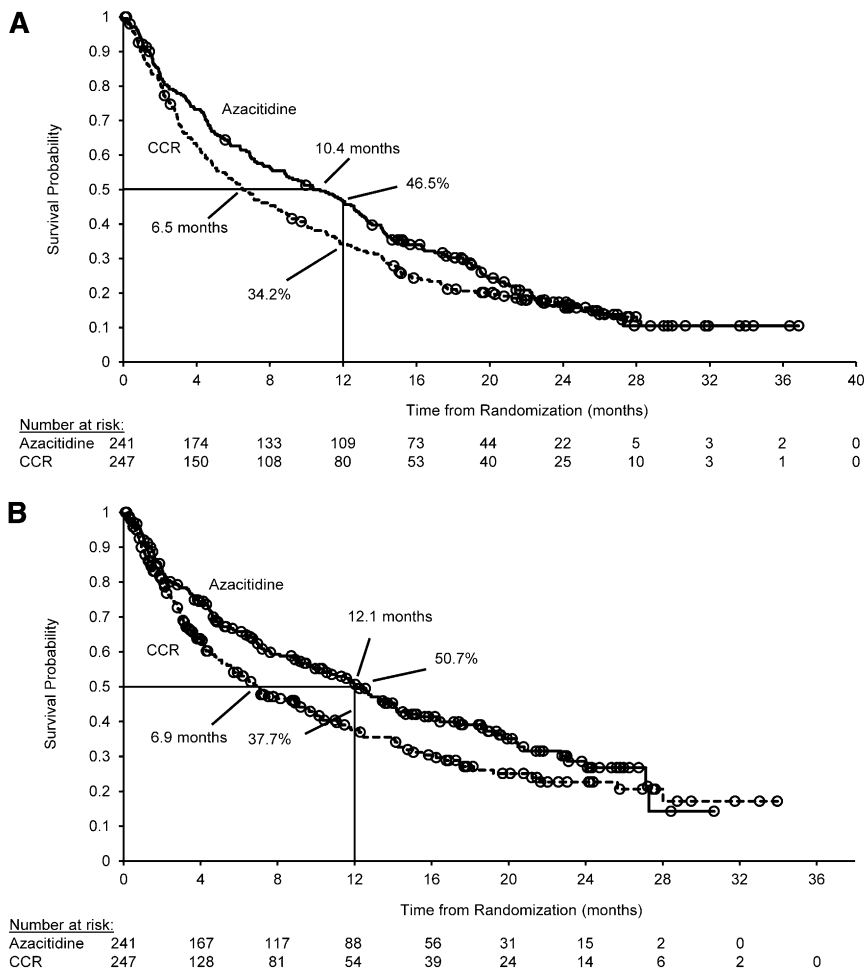 A
1
0.9
0.8
0.7
0.6
0.5
0.4
0.3
0.2
0.1
0
Survival Probability
Azacitidine
CCR
10.4 months
46.5%
6.5 months
34.2%
0 4 8 12 16 20 24 28 32 36 40
Time from Randomization (months)
Number at risk:
Azacitidine 241 174 133 109 73 44 22 5 3 2 0
CCR 247 150 108 80 53 40 25 10 3 1 0
B
1
0.9
0.8
0.7
0.6
0.5
0.4
0.3
0.2
0.1
0
Survival Probability
Azacitidine
CCR
12.1 months
50.7%
6.9 months
37.7%
0 4 8 12 16 20 24 28 32 36
Time from Randomization (months)
Number at risk:
Azacitidine 241 167 117 88 56 31 15 2 0
CCR 247 128 81 54 39 24 14 6 2 0